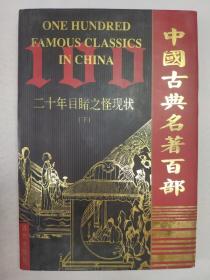 ONE HUNDRED
FAMOUS CLASSICS
IN CHINA
100
二十年目睹之怪现状
(下)
中國古典名著百部